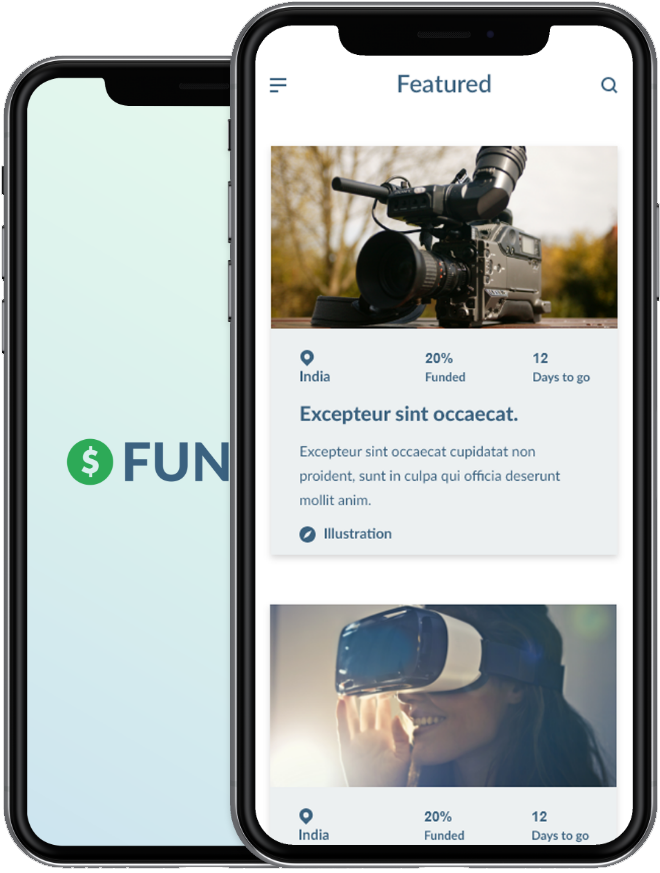 $ FUN
Featured
India
20%
Funded
12
Days to go
Excepteur sint occaecat.
Excepteur sint occaecat cupidatat non
proident, sunt in culpa qui officia deserunt
mollit anim.
Illustration
India
20%
Funded
12
Days to go